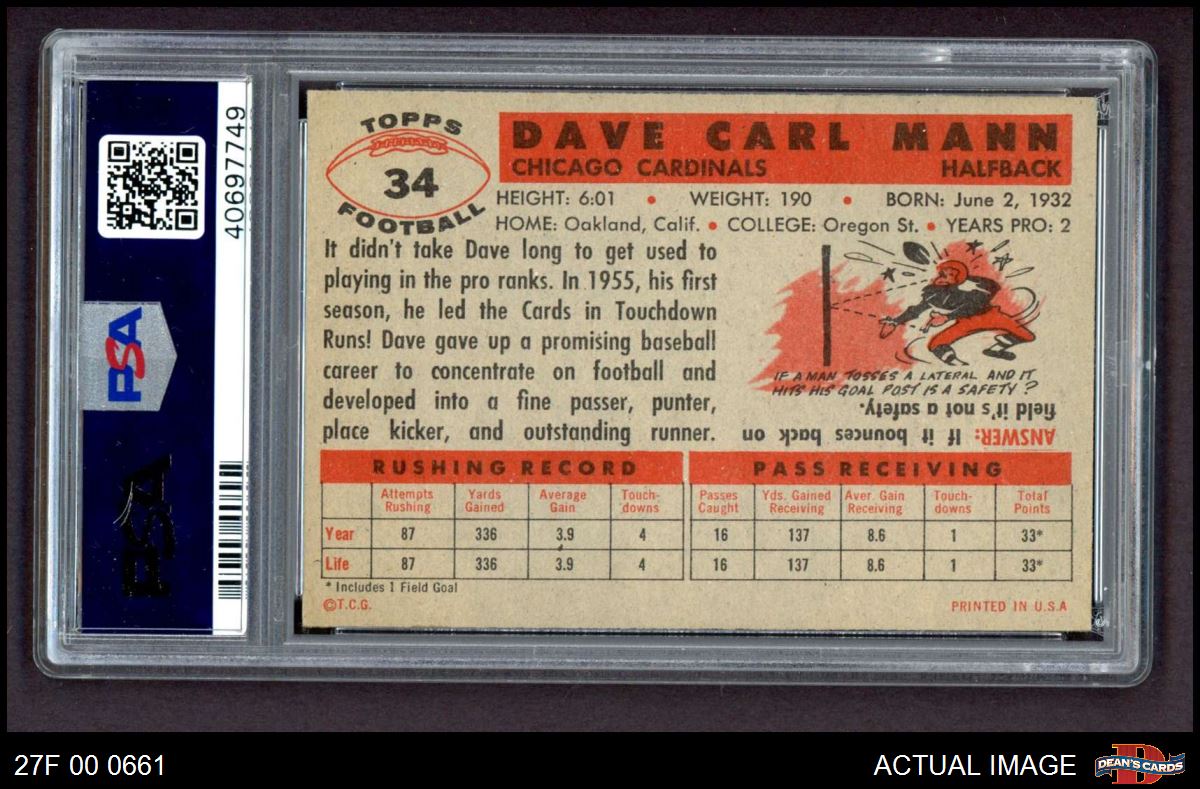 PSA
40697749
PSA
TOPPS
34
FOOTBALL
DAVE CARL MANN
CHICAGO CARDINALS HALFBACK
HEIGHT: 6:01 • WEIGHT: 190 • BORN: June 2, 1932
HOME: Oakland, Calif. • COLLEGE: Oregon St. • YEARS PRO: 2
It didn't take Dave long to get used to
playing in the pro ranks. In 1955, his first
season, he led the Cards in Touchdown
Runs! Dave gave up a promising baseball
career to concentrate on football and
developed into a fine passer, punter,
place kicker, and outstanding runner.
IF A MAN TOSSES A LATERAL AND IT
HITS HIS GOAL POST IS A SAFETY?
ANSWER: If it bounces back on
field it's not a safety.
RUSHING RECORD PASS RECEIVING
Attempts Rushing Yards Gained Average Gain Touch-downs Passes Caught Yds. Gained Receiving Aver. Gain Receiving Touch-downs Total Points
Year 87 336 3.9 4 16 137 8.6 1 33*
Life 87 336 3.9 4 16 137 8.6 1 33*
* Includes 1 Field Goal
©T.C.G. PRINTED IN U.S.A
27F 00 0661 ACTUAL IMAGE DEAN'S CARDS